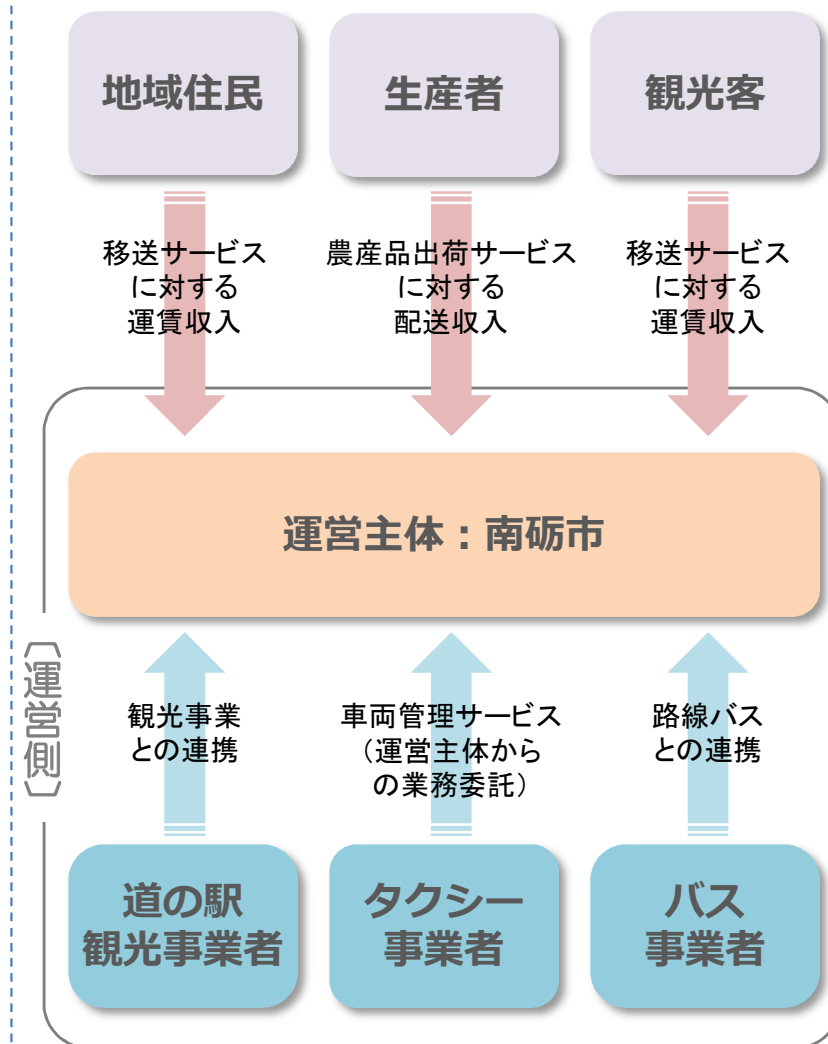 地域住民
生産者
観光客
移送サービス
に対する
運賃収入
農産品出荷サービス
に対する
配送収入
移送サービス
に対する
運賃収入
運営主体：南砺市
〔運営側〕
観光事業
との連携
車両管理サービス
（運営主体から
の業務委託）
路線バス
との連携
道の駅
観光事業者
タクシー
事業者
バス
事業者